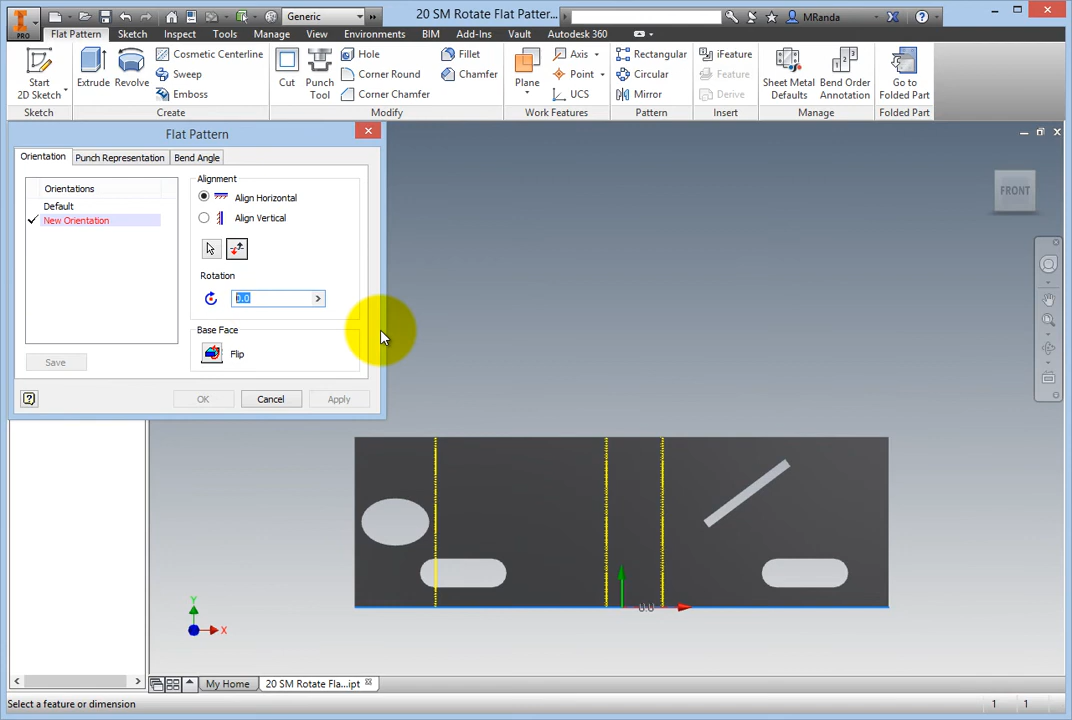 PRO
Generic
20 SM Rotate Flat Patter...
MRanda
Flat Pattern
Sketch
Inspect
Tools
Manage
View
Environments
BIM
Add-Ins
Vault
Autodesk 360
Start
2D Sketch
Extrude
Revolve
Cosmetic Centerline
Sweep
Emboss
Cut
Punch
Tool
Hole
Corner Round
Corner Chamfer
Fillet
Chamfer
Plane
Axis
Point
UCS
Rectangular
Circular
Mirror
iFeature
Feature
Derive
Sheet Metal
Defaults
Bend Order
Annotation
Go to
Folded Part
Sketch
Create
Modify
Work Features
Pattern
Insert
Manage
Folded Part
Flat Pattern
Orientation
Punch Representation
Bend Angle
Orientations
Default
New Orientation
Save
Alignment
Align Horizontal
Align Vertical
Rotation
0.0
Base Face
Flip
OK
Cancel
Apply
FRONT
0.0
Y
X
My Home
20 SM Rotate Fla...ipt
Select a feature or dimension
1
1